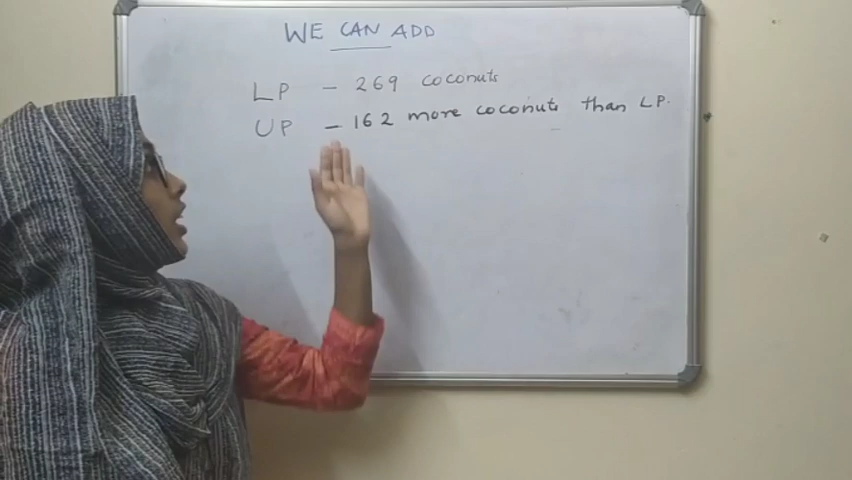 WE CAN ADD
LP - 269 coconuts
UP - 162 more coconuts than LP.